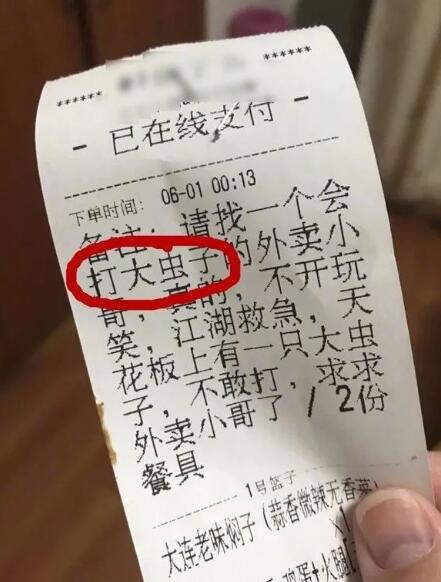 ******
******
- 已在线支付 -
下单时间: 06-01 00:13
备注: 请找一个会
打大虫子的外卖小
哥，真的，不开玩
笑，江湖救急，天
花板上有一只大虫
子，不敢打，求求
外卖小哥了 / 2份
餐具
1号篮子
大连老味焖子（蒜香微辣无香菜）
x1